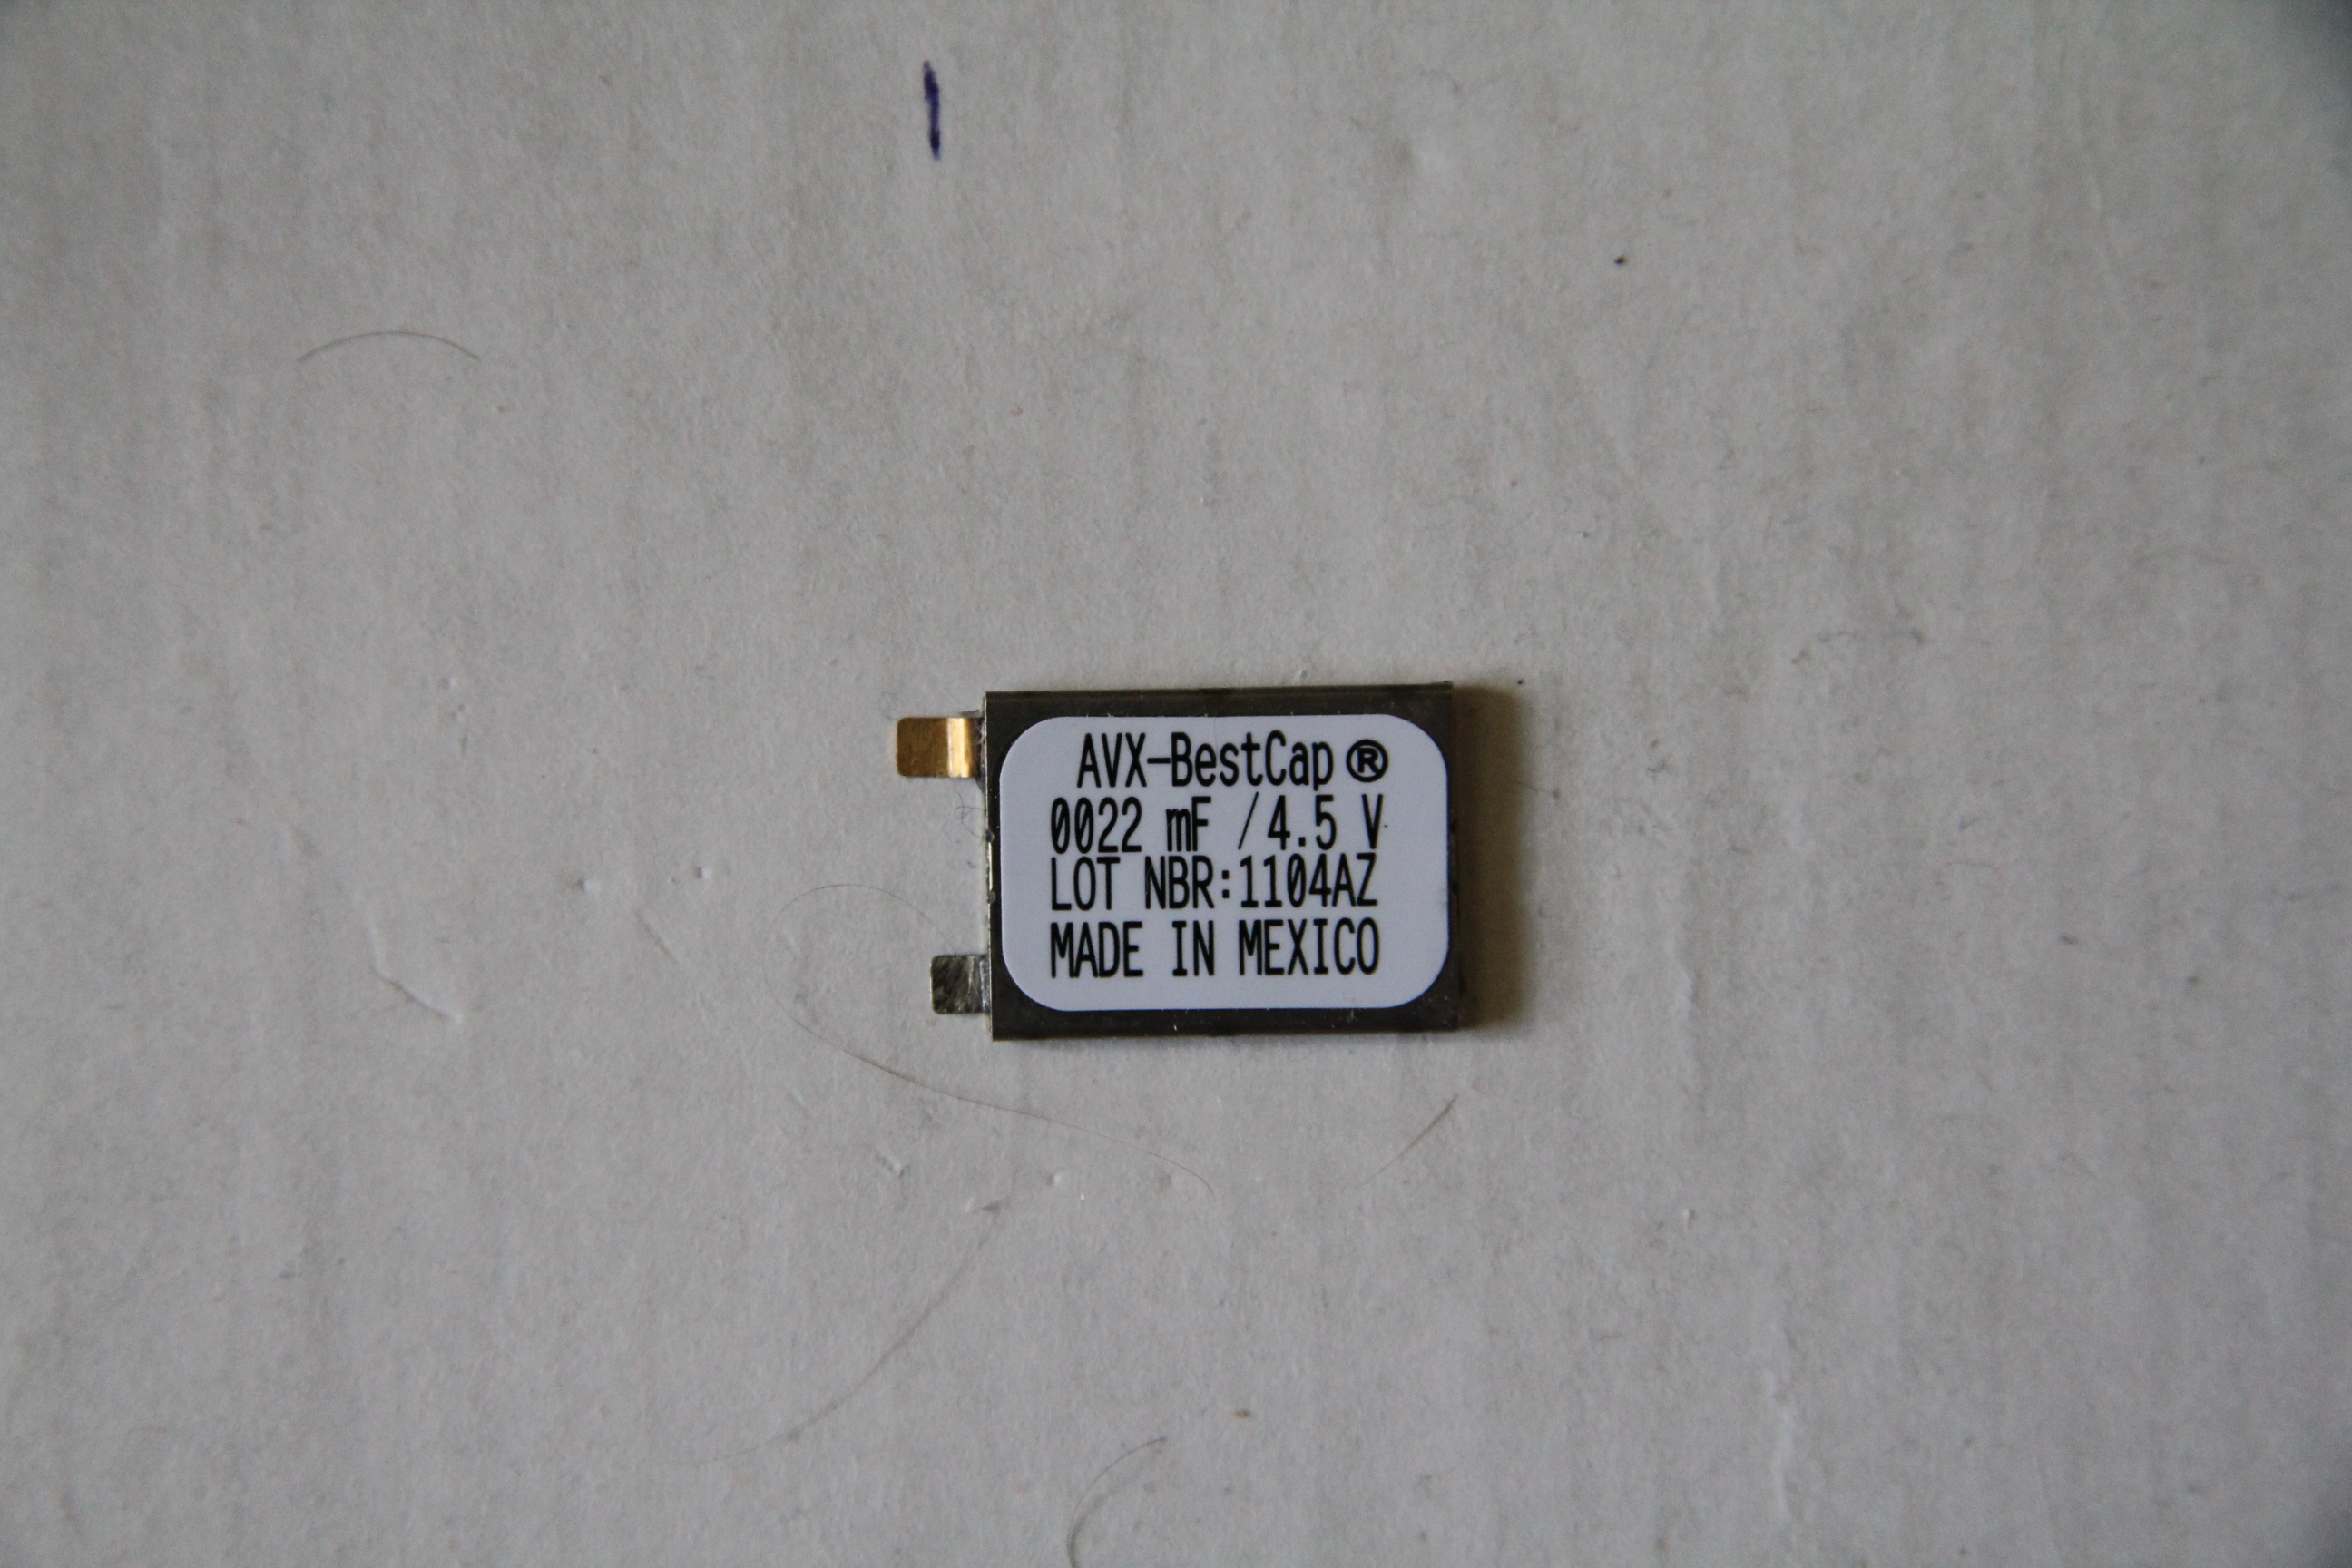 AVX-BestCap ®
0022 mF /4.5 V
LOT NBR:1104AZ
MADE IN MEXICO